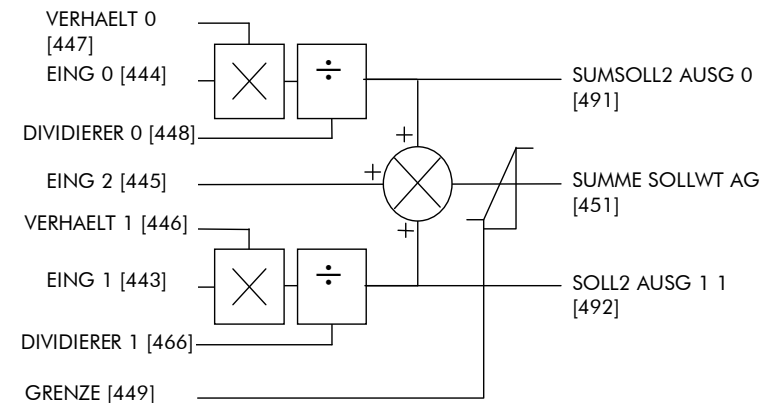 VERHAELT 0
[447]
EING 0 [444]
DIVIDIERER 0 [448]
EING 2 [445]
VERHAELT 1 [446]
EING 1 [443]
DIVIDIERER 1 [466]
GRENZE [449]
×
÷
+
+
×
+
×
÷
SUMSOLL2 AUSG 0
[491]
SUMME SOLLWT AG
[451]
SOLL2 AUSG 1 1
[492]